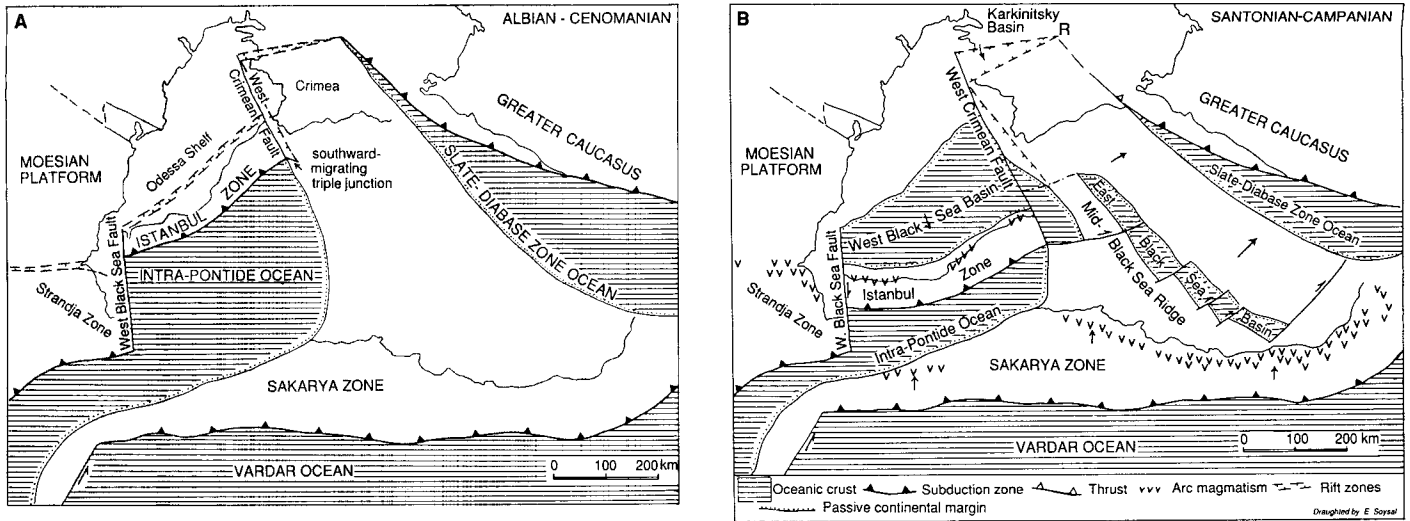 A
ALBIAN - CENOMANIAN
West
Crimean
Fault
Crimea
GREATER CAUCASUS
MOESIAN
PLATFORM
Odessa Shelf
southward-
migrating
triple junction
SLATE-DIABASE ZONE OCEAN
ISTANBUL ZONE
West Black Sea Fault
INTRA-PONTIDE OCEAN
Strandja Zone
SAKARYA ZONE
VARDAR OCEAN
0 100 200 km
B
Karkinitsky
Basin
R
SANTONIAN-CAMPANIAN
West Crimean Fault
GREATER CAUCASUS
MOESIAN
PLATFORM
Slate-Diabase Zone Ocean
West Black Sea Basin
East
Black
Sea
Basin
Mid-
Black Sea Ridge
W. Black Sea Fault
Istanbul Zone
Strandja Zone
Intra-Pontide Ocean
SAKARYA ZONE
0 100 200 km
VARDAR OCEAN
Oceanic crust Subduction zone Thrust Arc magmatism Rift zones
Passive continental margin
Draughted by E Soysal